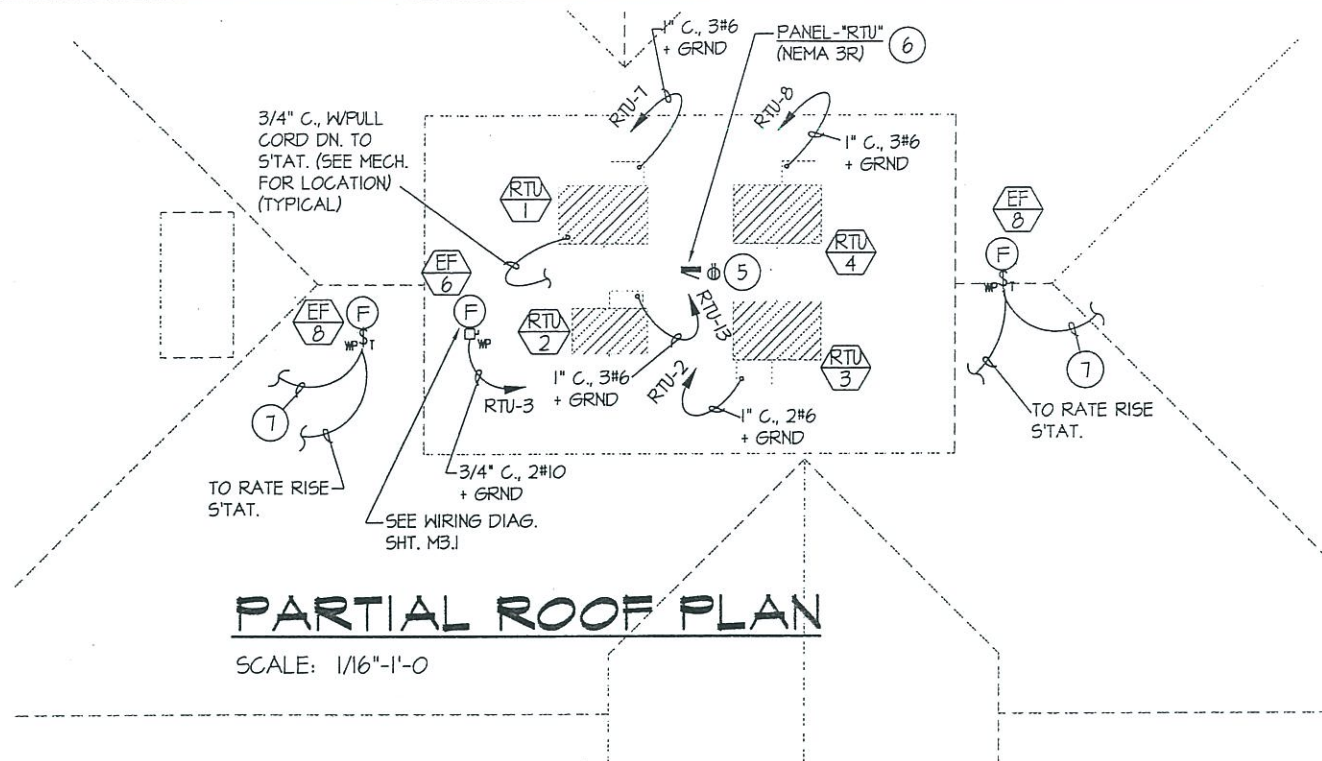 1" C., 3#6
+ GRND
PANEL-"RTU"
(NEMA 3R)
6
RTU-7
RTU-8
3/4" C., W/PULL
CORD DN. TO
S'TAT. (SEE MECH.
FOR LOCATION)
(TYPICAL)
1" C., 3#6
+ GRND
RTU
1
EF
8
F
WP
T
RTU
4
EF
6
5
EF
8
F
WP
T
F
WP
RTU
2
RTU-13
RTU
3
7
1" C., 3#6
+ GRND
RTU-2
RTU-3
1" C., 2#6
+ GRND
7
TO RATE RISE
S'TAT.
TO RATE RISE
S'TAT.
3/4" C., 2#10
+ GRND
SEE WIRING DIAG.
SHT. M3.1
PARTIAL ROOF PLAN
SCALE: 1/16"-1'-0